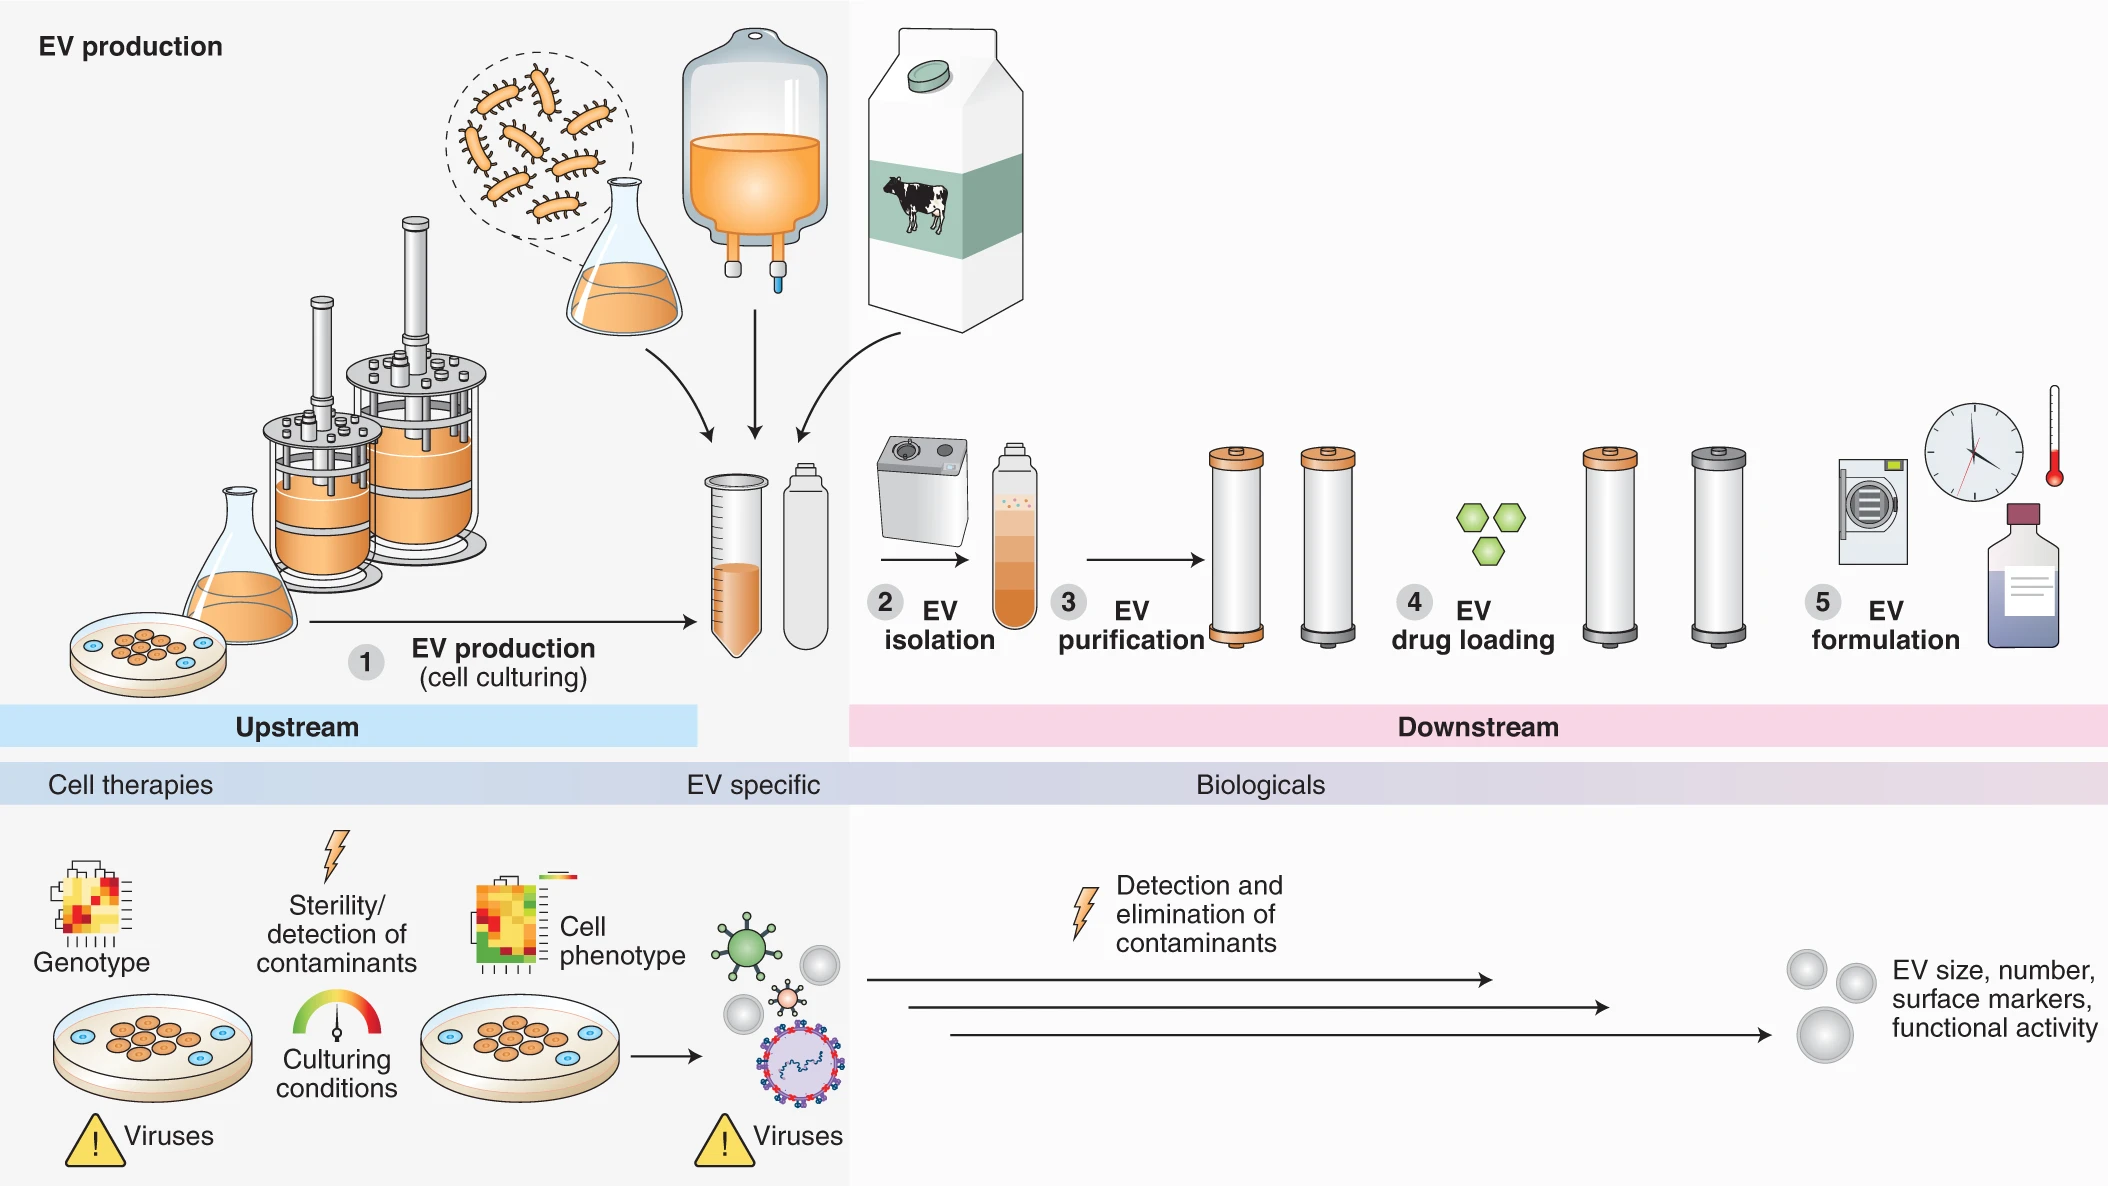 EV production
1
EV production
(cell culturing)
2
EV
isolation
3
EV
purification
4
EV
drug loading
5
EV
formulation
Upstream
Downstream
Cell therapies
EV specific
Biologicals
Genotype
Sterility/
detection of
contaminants
Culturing
conditions
Cell
phenotype
! Viruses
! Viruses
Detection and
elimination of
contaminants
EV size, number,
surface markers,
functional activity